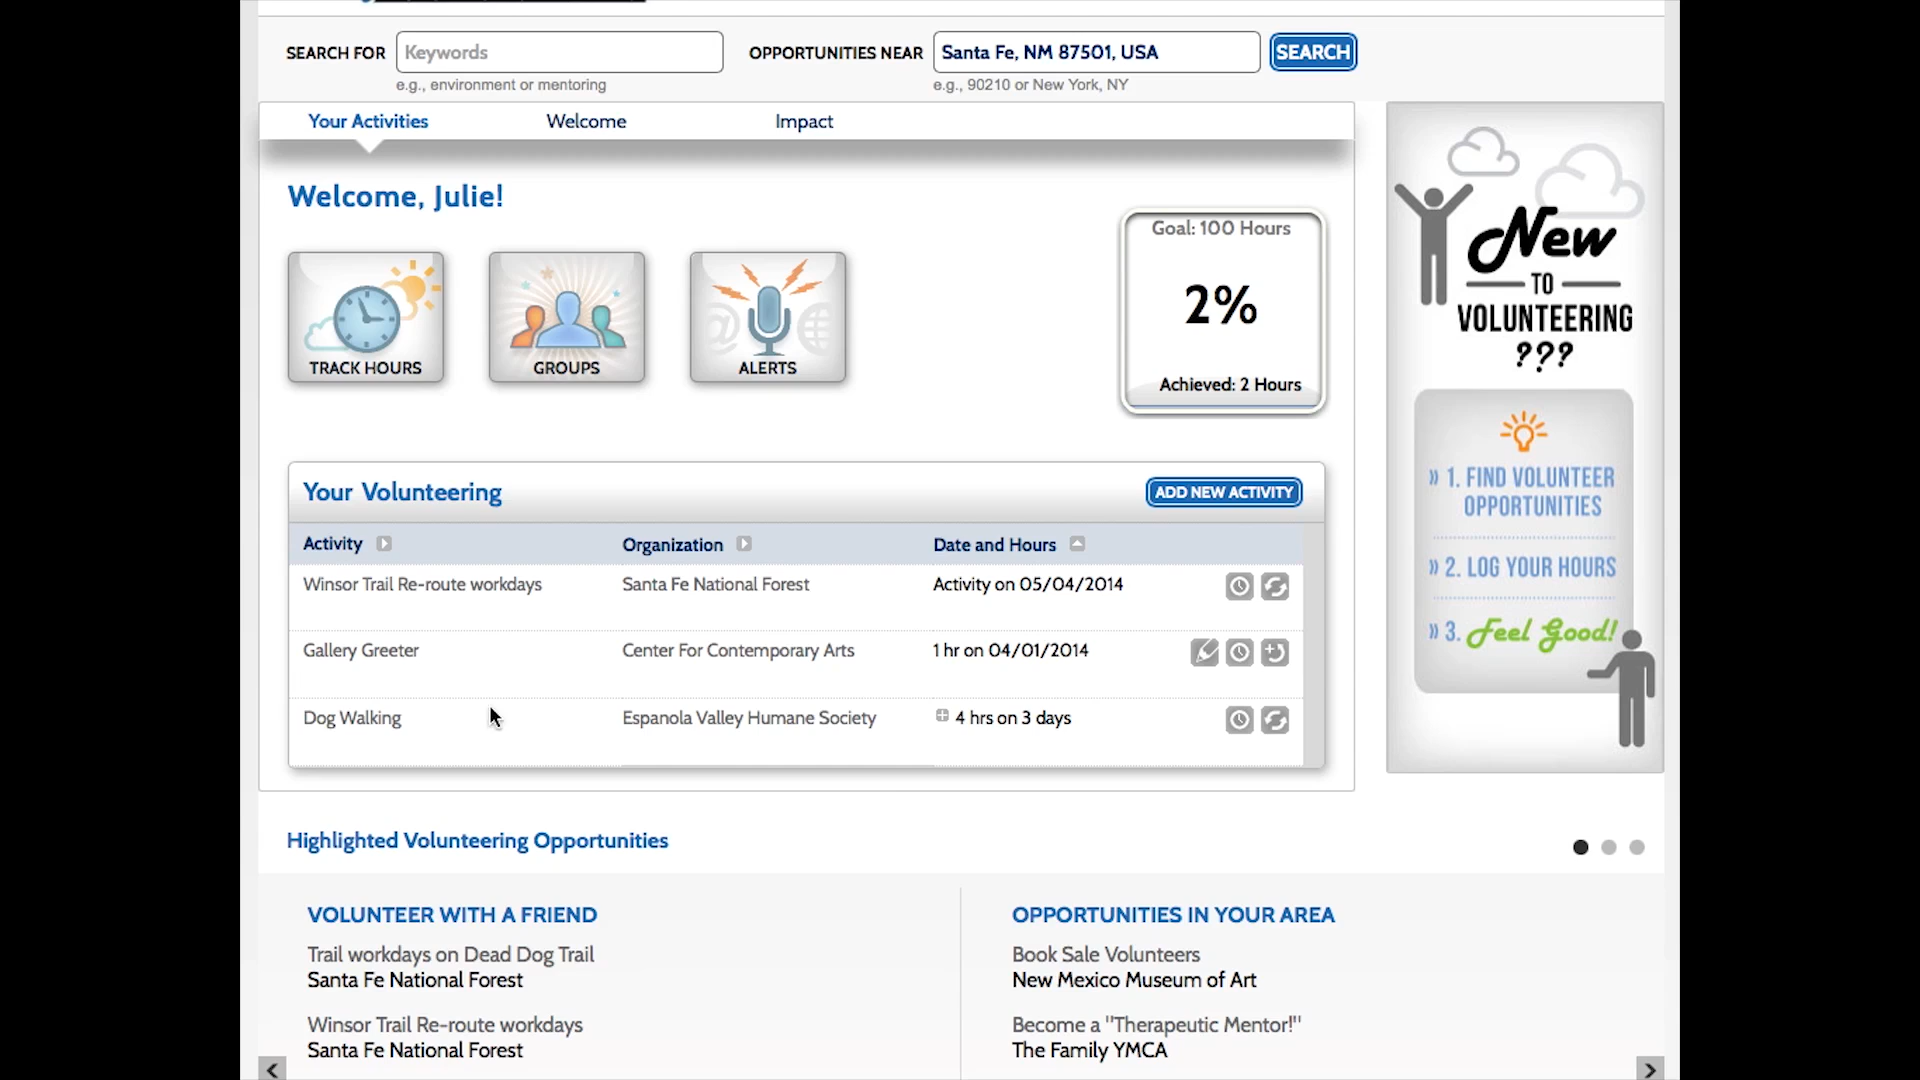 SEARCH FOR Keywords OPPORTUNITIES NEAR Santa Fe, NM 87501, USA SEARCH
e.g., environment or mentoring e.g., 90210 or New York, NY
Your Activities Welcome Impact
Welcome, Julie!
TRACK HOURS
GROUPS
ALERTS
Goal: 100 Hours
2%
Achieved: 2 Hours
Your Volunteering ADD NEW ACTIVITY
Activity Organization Date and Hours
Winsor Trail Re-route workdays Santa Fe National Forest Activity on 05/04/2014
Gallery Greeter Center For Contemporary Arts 1 hr on 04/01/2014
Dog Walking Espanola Valley Humane Society 4 hrs on 3 days
New
TO
VOLUNTEERING
???
» 1. FIND VOLUNTEER
OPPORTUNITIES
» 2. LOG YOUR HOURS
» 3. Feel Good!
Highlighted Volunteering Opportunities
VOLUNTEER WITH A FRIEND
Trail workdays on Dead Dog Trail
Santa Fe National Forest
Winsor Trail Re-route workdays
Santa Fe National Forest
OPPORTUNITIES IN YOUR AREA
Book Sale Volunteers
New Mexico Museum of Art
Become a "Therapeutic Mentor!"
The Family YMCA